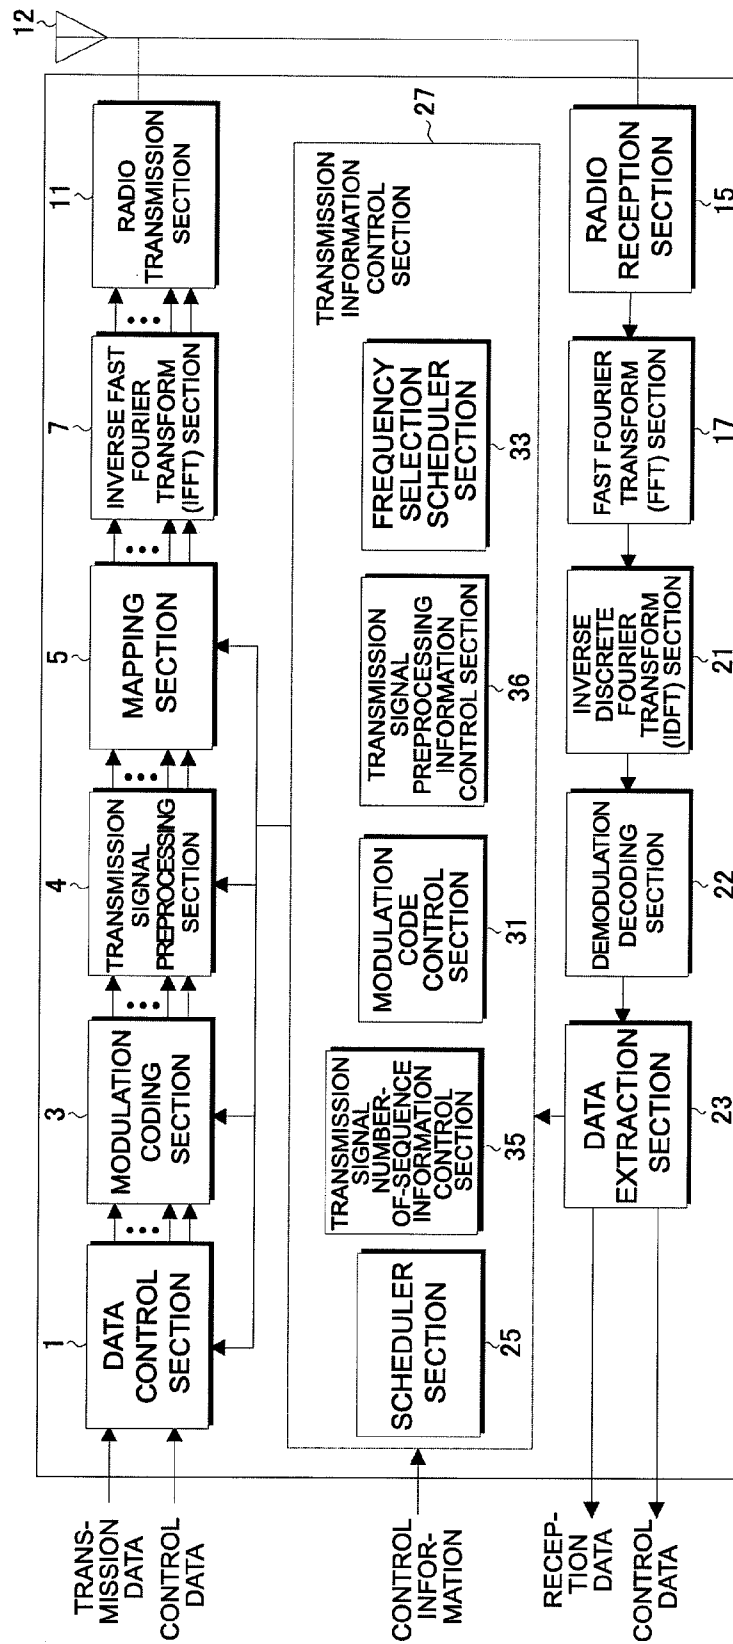 12
TRANS-
MISSION
DATA
CONTROL
DATA
1
DATA
CONTROL
SECTION
3
MODULATION
CODING
SECTION
4
TRANSMISSION
SIGNAL
PREPROCESSING
SECTION
5
MAPPING
SECTION
7
INVERSE FAST
FOURIER
TRANSFORM
(IFFT) SECTION
11
RADIO
TRANSMISSION
SECTION
27
TRANSMISSION
INFORMATION
CONTROL
SECTION
CONTROL
INFOR-
MATION
SCHEDULER
SECTION
25
TRANSMISSION
SIGNAL
NUMBER-
OF-SEQUENCE
INFORMATION
CONTROL
SECTION
35
MODULATION
CODE
CONTROL
SECTION
31
TRANSMISSION
SIGNAL
PREPROCESSING
INFORMATION
CONTROL SECTION
36
FREQUENCY
SELECTION
SCHEDULER
SECTION
33
RECEP-
TION
DATA
CONTROL
DATA
DATA
EXTRACTION
SECTION
23
DEMODULATION
DECODING
SECTION
22
INVERSE
DISCRETE
FOURIER
TRANSFORM
(IDFT) SECTION
21
FAST FOURIER
TRANSFORM
(FFT) SECTION
17
RADIO
RECEPTION
SECTION
15